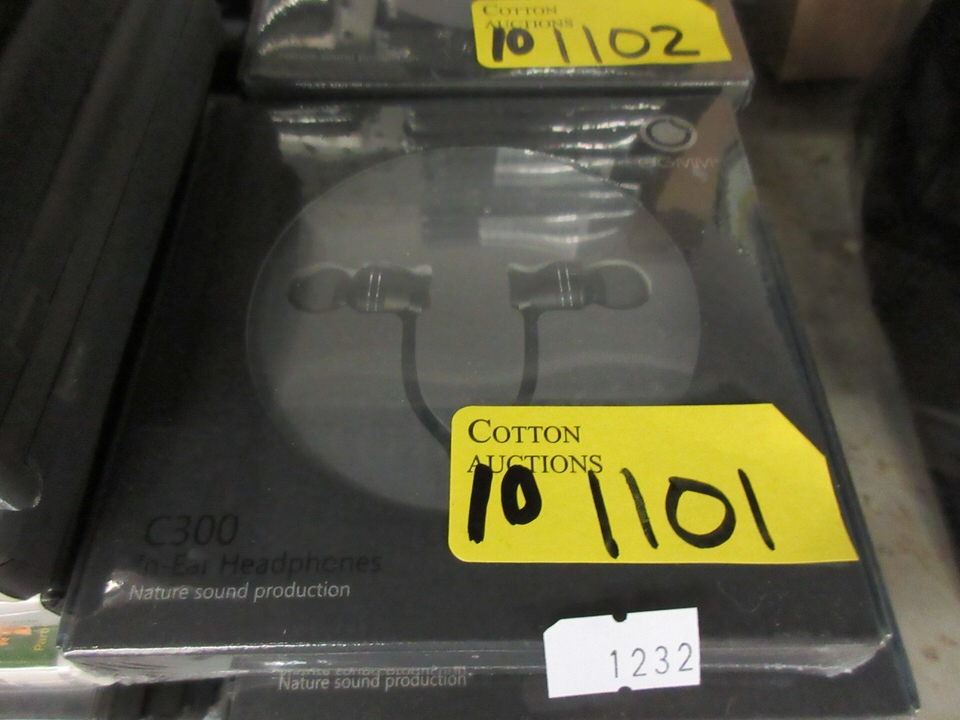 COTTON
AUCTIONS
10 1102
COTTON
AUCTIONS
10 1101
C300
In-Ear Headphones
Nature sound production
1232
Nature sound production